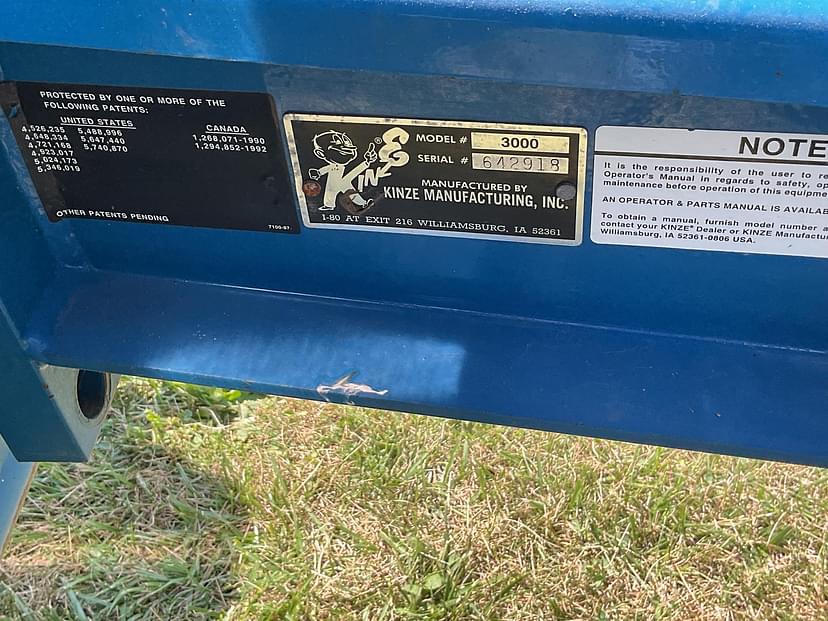 PROTECTED BY ONE OR MORE OF THE
FOLLOWING PATENTS:
UNITED STATES
4,526,235 5,488,996
4,648,334 5,647,440
4,721,168 5,740,870
4,923,017
5,024,173
5,346,019
CANADA
1,268,071-1990
1,294,852-1992
OTHER PATENTS PENDING
7100-87
KINZE ®
MODEL # 3000
SERIAL # 642918
MANUFACTURED BY
KINZE MANUFACTURING, INC.
I-80 AT EXIT 216 WILLIAMSBURG, IA 52361
NOTE
It is the responsibility of the user to
Operator's Manual in regards to safety,
maintenance before operation of this
AN OPERATOR & PARTS MANUAL IS
To obtain a manual, furnish model number
contact your KINZE® Dealer or KINZE
Williamsburg, IA 52361-0806 USA.